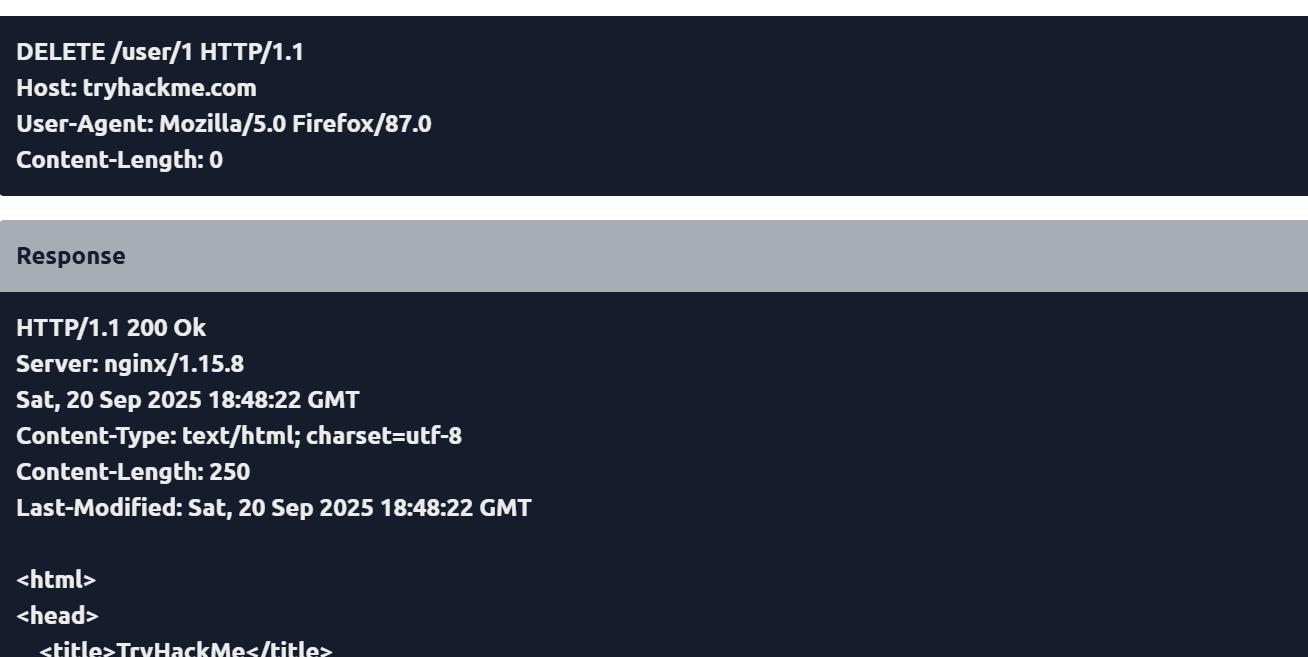 DELETE /user/1 HTTP/1.1
Host: tryhackme.com
User-Agent: Mozilla/5.0 Firefox/87.0
Content-Length: 0
Response
HTTP/1.1 200 Ok
Server: nginx/1.15.8
Sat, 20 Sep 2025 18:48:22 GMT
Content-Type: text/html; charset=utf-8
Content-Length: 250
Last-Modified: Sat, 20 Sep 2025 18:48:22 GMT
<html>
<head>
<title>TryHackMe</title>